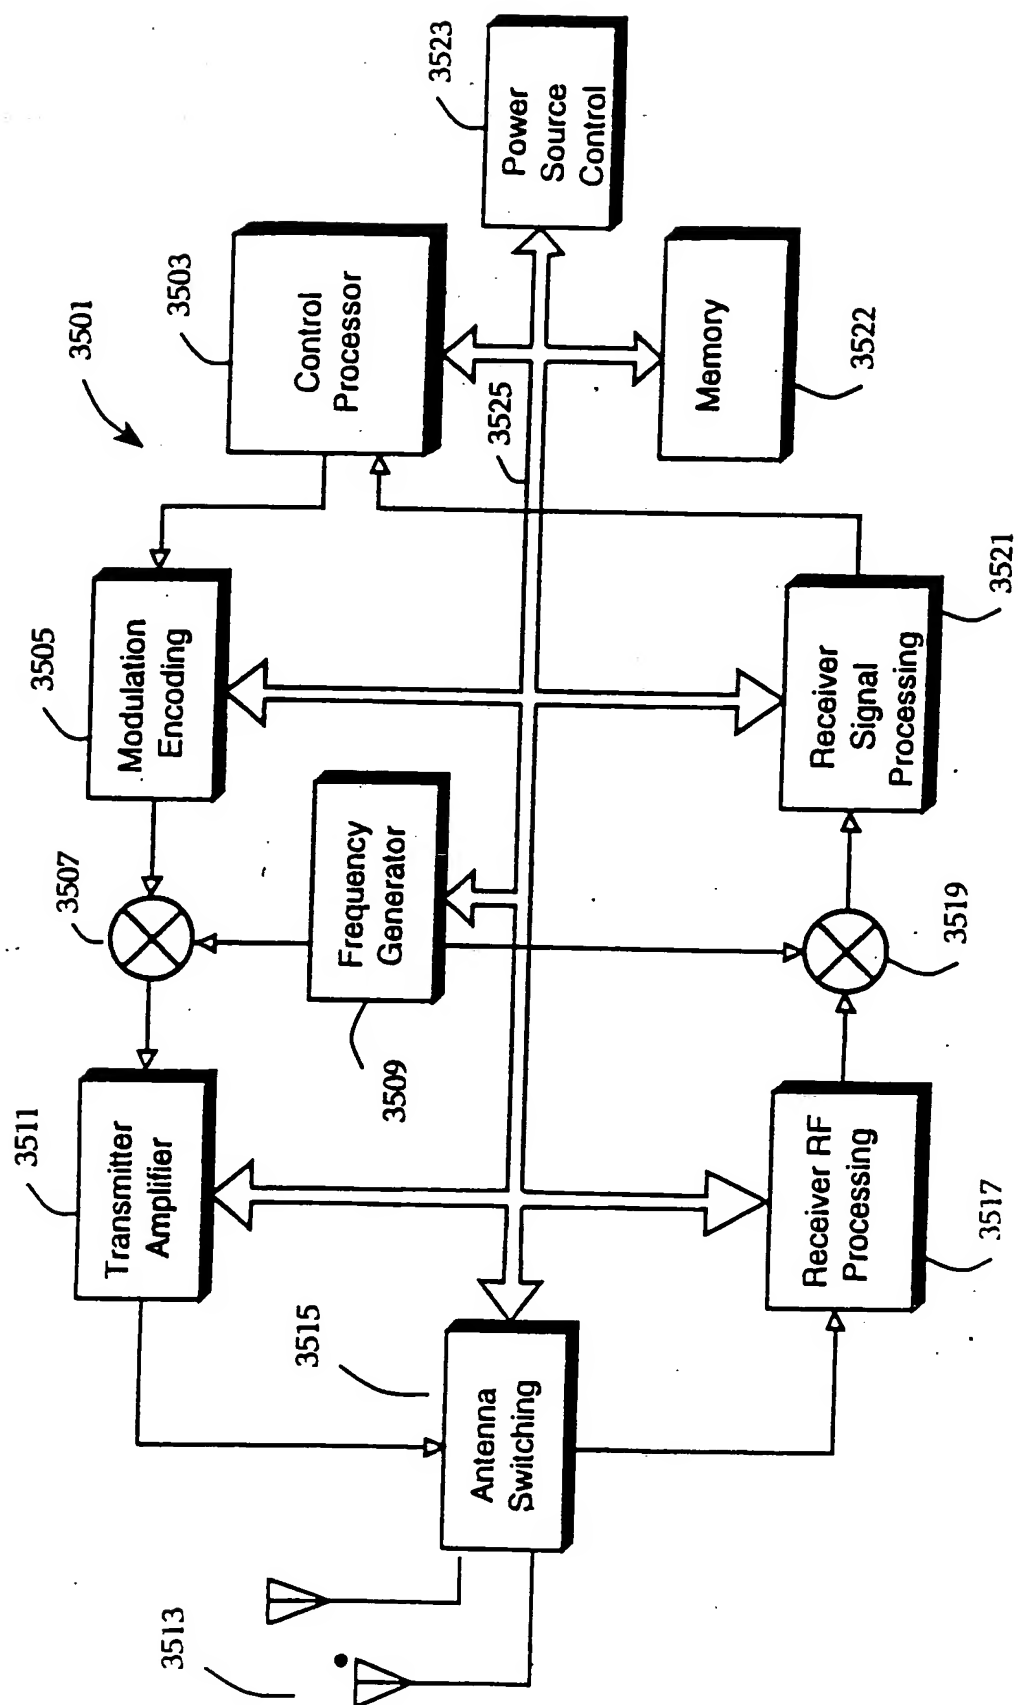 3501
3511
Transmitter
Amplifier
3507
3505
Modulation
Encoding
3503
Control
Processor
3523
Power
Source
Control
3509
Frequency
Generator
3525
3513
3515
Antenna
Switching
Memory
3522
Receiver RF
Processing
3517
3519
Receiver
Signal
Processing
3521